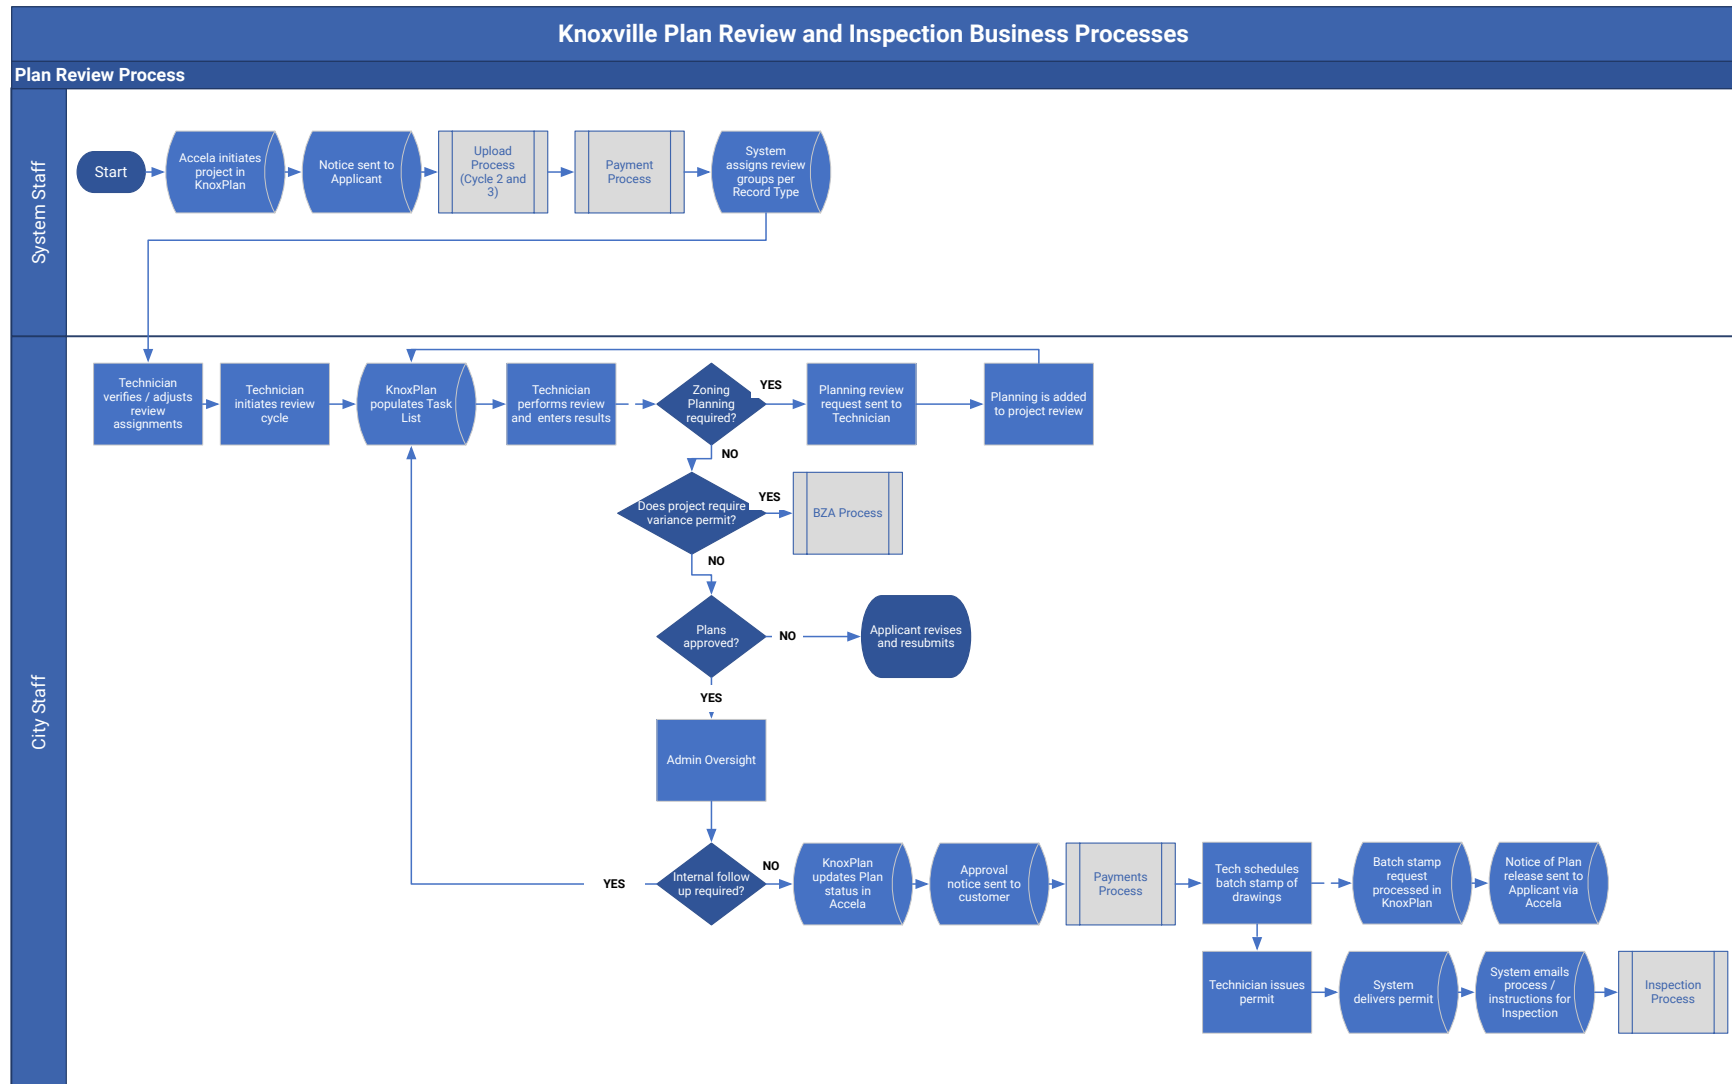 Knoxville Plan Review and Inspection Business Processes
Plan Review Process
System Staff
Start
Accela initiates
project in
KnoxPlan
Notice sent to
Applicant
Upload
Process
(Cycle 2 and
3)
Payment
Process
System
assigns review
groups per
Record Type
City Staff
Technician
verifies / adjusts
review
assignments
Technician
initiates review
cycle
KnoxPlan
populates Task
List
Technician
performs review
and enters results
Zoning
Planning
required?
YES
Planning review
request sent to
Technician
Planning is added
to project review
NO
Does project require
variance permit?
YES
BZA Process
NO
Plans
approved?
NO
Applicant revises
and resubmits
YES
Admin Oversight
Internal follow
up required?
YES
NO
KnoxPlan
updates Plan
status in
Accela
Approval
notice sent to
customer
Payments
Process
Tech schedules
batch stamp of
drawings
Batch stamp
request
processed in
KnoxPlan
Notice of Plan
release sent to
Applicant via
Accela
Technician issues
permit
System
delivers permit
System emails
process /
instructions for
Inspection
Inspection
Process